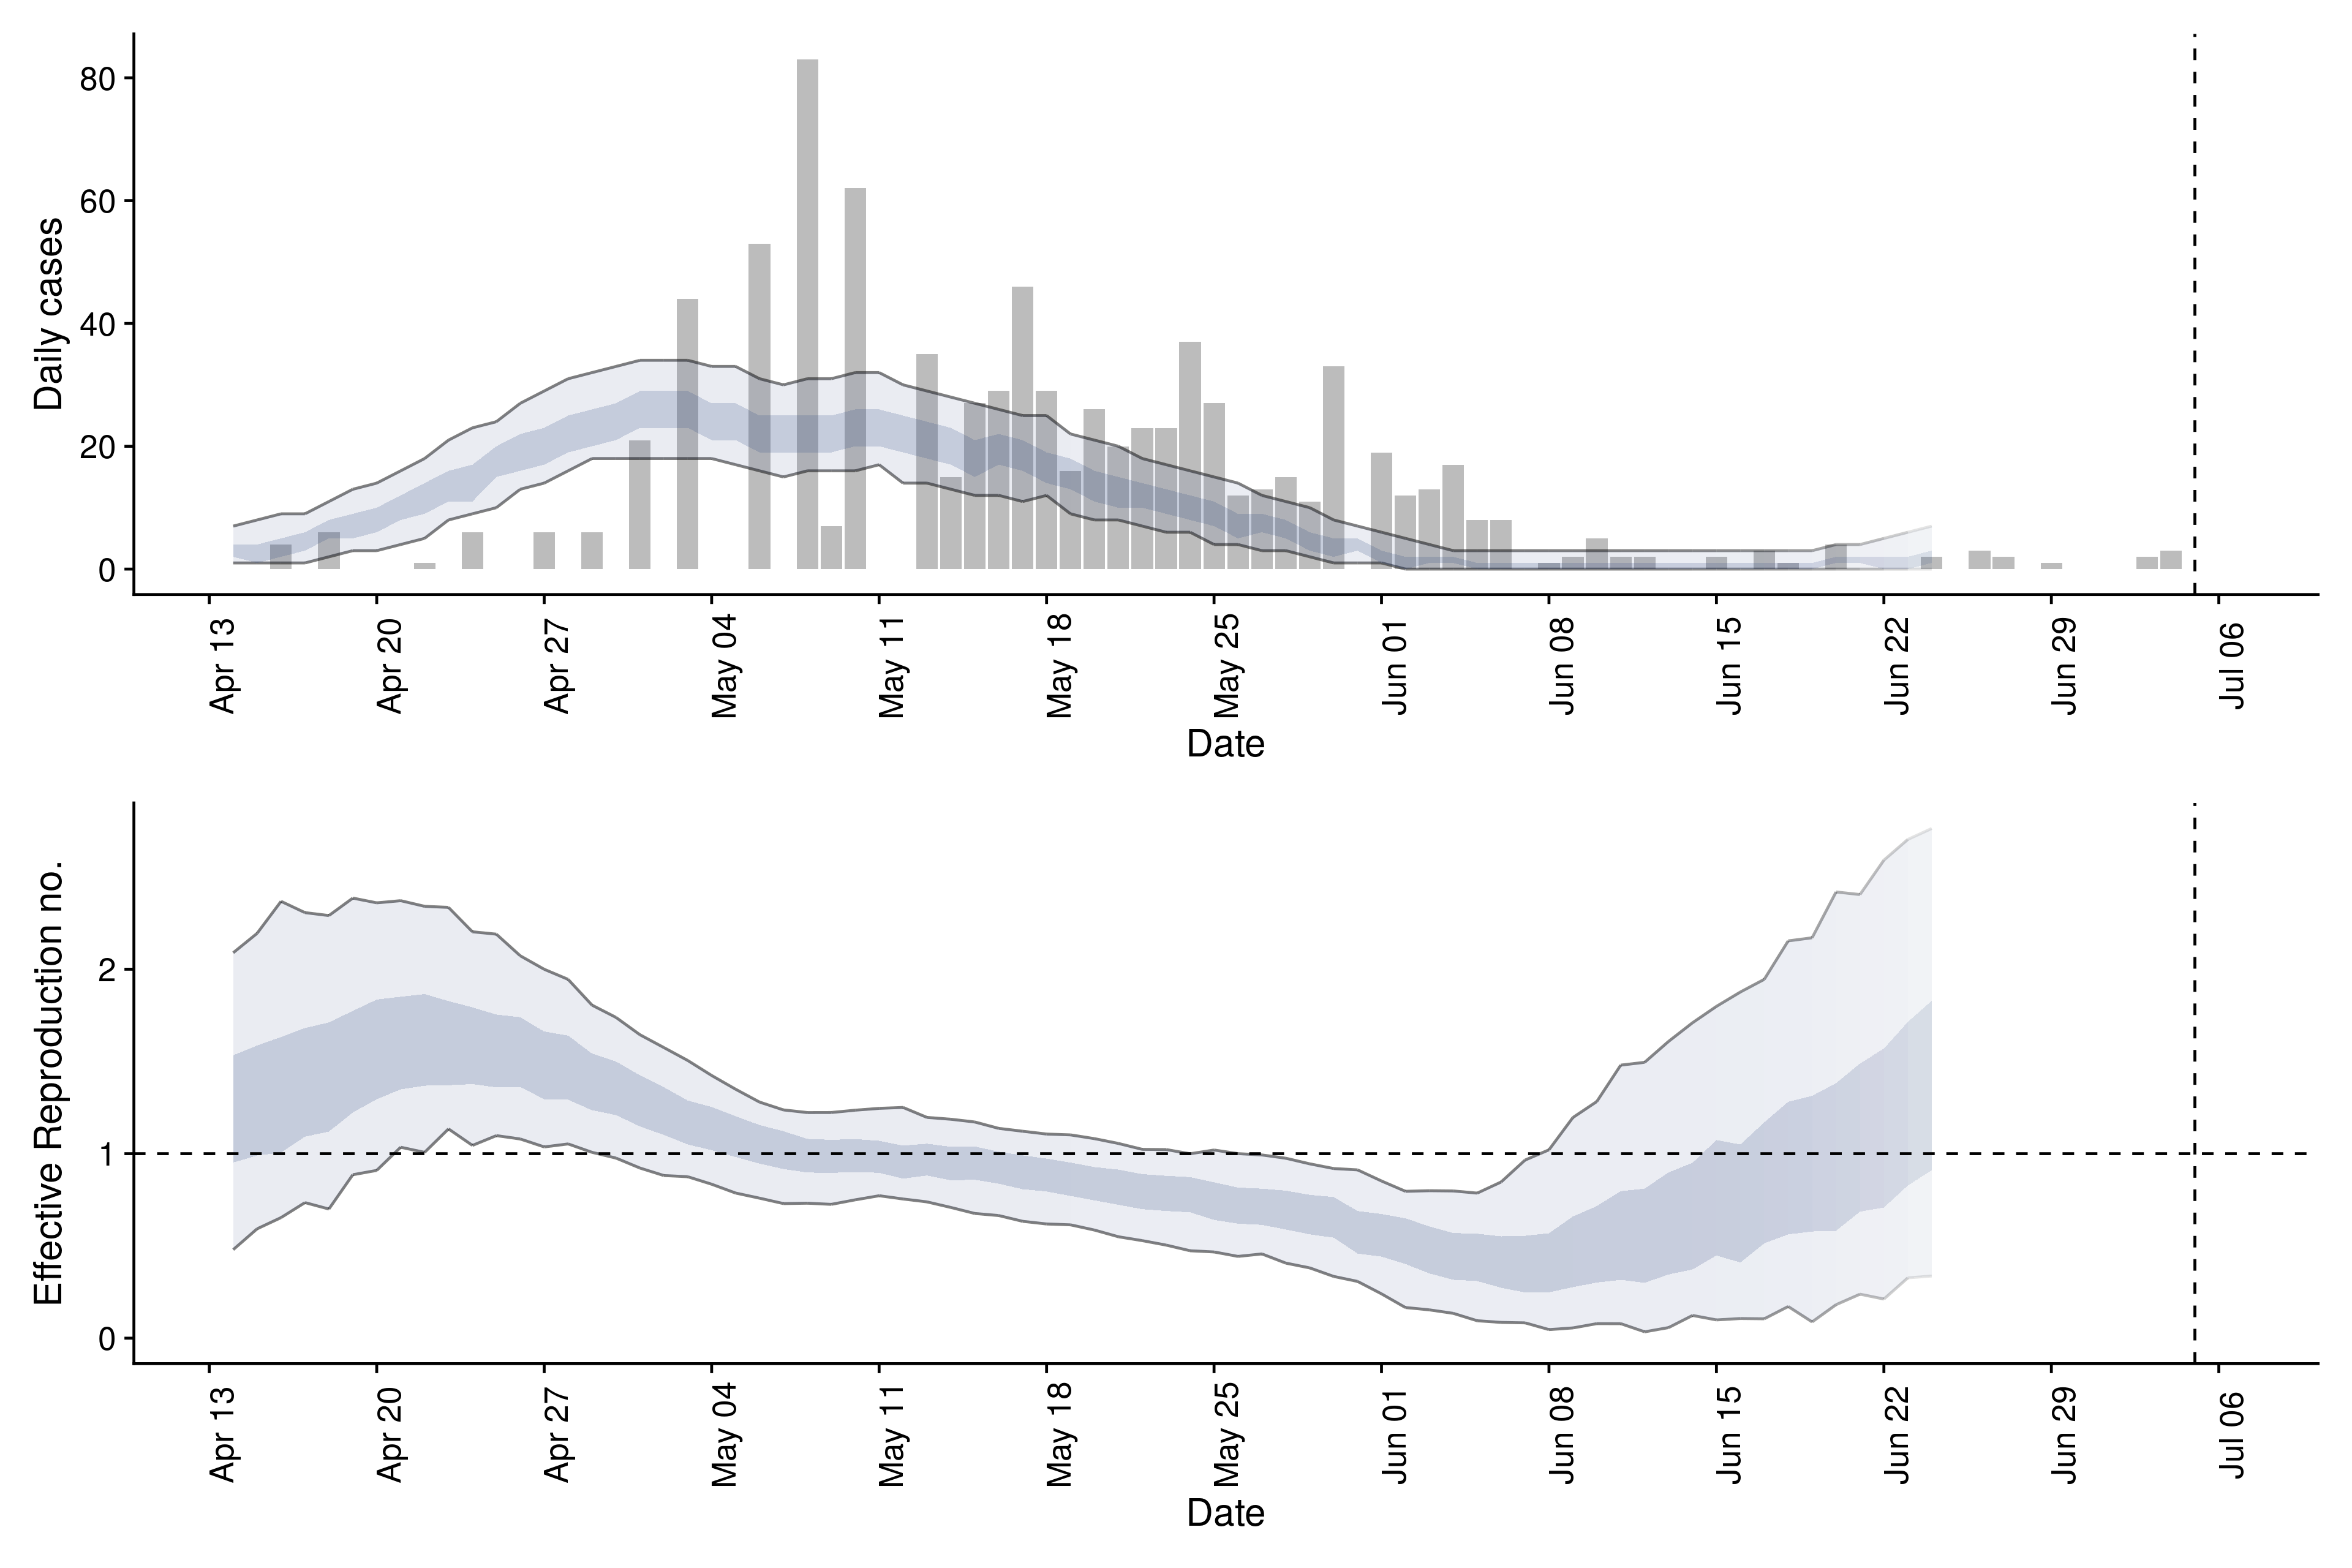 Daily cases
80
60
40
20
0
Apr 13
Apr 20
Apr 27
May 04
May 11
May 18
May 25
Jun 01
Jun 08
Jun 15
Jun 22
Jun 29
Jul 06
Date
Effective Reproduction no.
2
1
0
Apr 13
Apr 20
Apr 27
May 04
May 11
May 18
May 25
Jun 01
Jun 08
Jun 15
Jun 22
Jun 29
Jul 06
Date